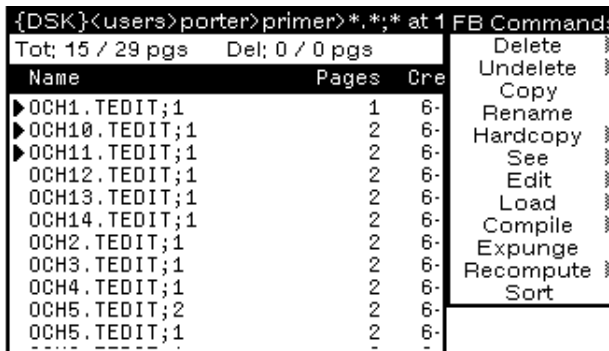 {DSK}<users>porter>primer>*.*;* at 1
Tot: 15 / 29 pgs Del: 0 / 0 pgs
Name Pages Cre
OCH1.TEDIT;1 1 6-
OCH10.TEDIT;1 2 6-
OCH11.TEDIT;1 2 6-
OCH12.TEDIT;1 2 6-
OCH13.TEDIT;1 2 6-
OCH14.TEDIT;1 2 6-
OCH2.TEDIT;1 2 6-
OCH3.TEDIT;1 2 6-
OCH4.TEDIT;1 2 6-
OCH5.TEDIT;2 2 6-
OCH5.TEDIT;1 2 6-
FB Commands
Delete
Undelete
Copy
Rename
Hardcopy
See
Edit
Load
Compile
Expunge
Recompute
Sort